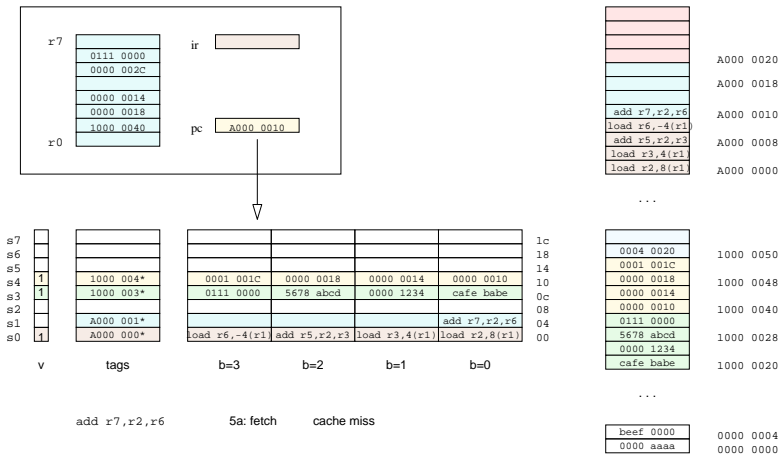 r7
0111 0000
0000 002C
0000 0014
0000 0018
1000 0040
r0
ir
pc
A000 0010
A000 0020
A000 0018
add r7,r2,r6
A000 0010
load r6,-4(r1)
add r5,r2,r3
A000 0008
load r3,4(r1)
load r2,8(r1)
A000 0000
...
s7
1c
s6
18
s5
14
s4
1
1000 004*
0001 001C
0000 0018
0000 0014
0000 0010
10
s3
1
1000 003*
0111 0000
5678 abcd
0000 1234
cafe babe
0c
s2
08
s1
A000 001*
add r7,r2,r6
04
s0
1
A000 000*
load r6,-4(r1)
add r5,r2,r3
load r3,4(r1)
load r2,8(r1)
00
v
tags
b=3
b=2
b=1
b=0
add r7,r2,r6
5a: fetch
cache miss
0004 0020
1000 0050
0001 001C
0000 0018
1000 0048
0000 0014
0000 0010
1000 0040
0111 0000
5678 abcd
1000 0028
0000 1234
cafe babe
1000 0020
...
beef 0000
0000 0004
0000 aaaa
0000 0000